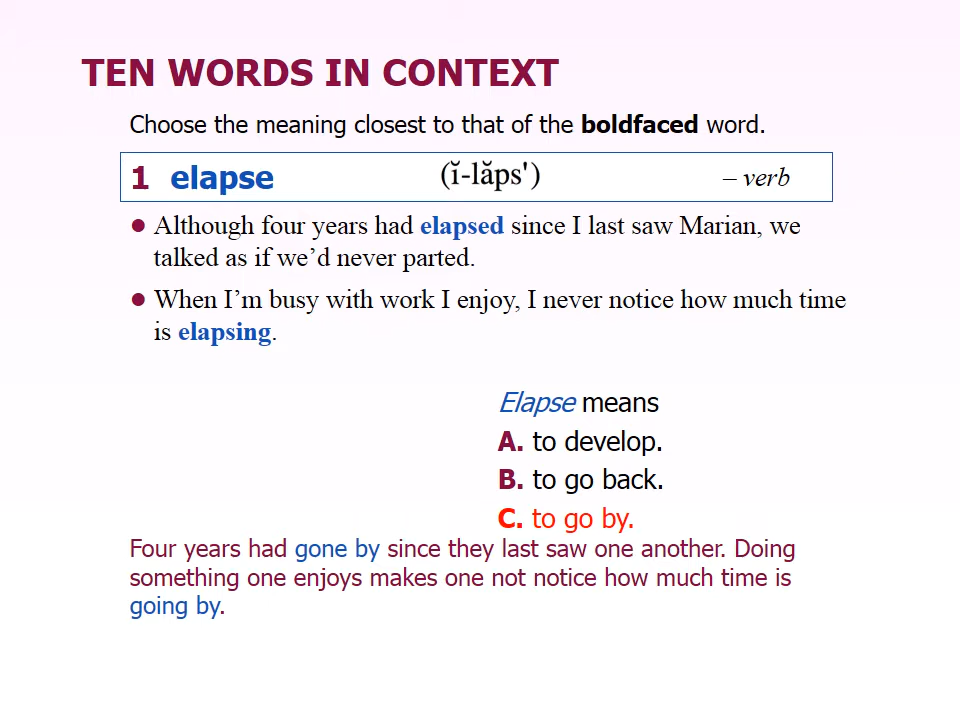 TEN WORDS IN CONTEXT
Choose the meaning closest to that of the boldfaced word.
1 elapse (ĭ-lăps') – verb
● Although four years had elapsed since I last saw Marian, we
talked as if we’d never parted.
● When I’m busy with work I enjoy, I never notice how much time
is elapsing.
Elapse means
A. to develop.
B. to go back.
C. to go by.
Four years had gone by since they last saw one another. Doing
something one enjoys makes one not notice how much time is
going by.